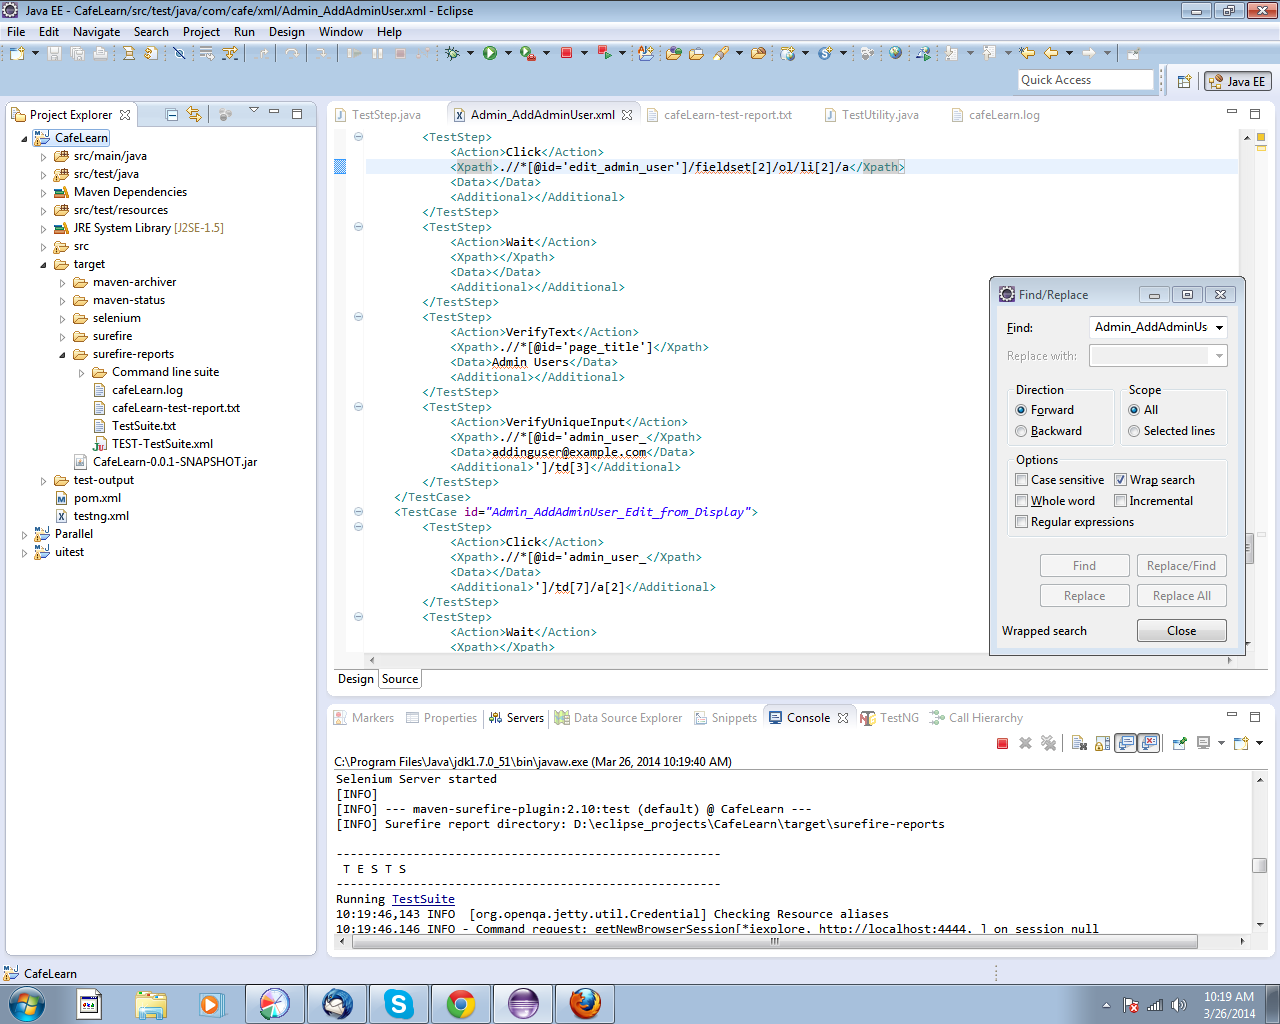 Java EE - CafeLearn/src/test/java/com/cafe/xml/Admin_AddAdminUser.xml - Eclipse
File Edit Navigate Search Project Run Design Window Help
Quick Access
Java EE
Project Explorer
CafeLearn
src/main/java
src/test/java
Maven Dependencies
src/test/resources
JRE System Library [J2SE-1.5]
src
target
maven-archiver
maven-status
selenium
surefire
surefire-reports
Command line suite
cafeLearn.log
cafeLearn-test-report.txt
TestSuite.txt
TEST-TestSuite.xml
CafeLearn-0.0.1-SNAPSHOT.jar
test-output
pom.xml
testng.xml
Parallel
uitest
TestStep.java Admin_AddAdminUser.xml cafeLearn-test-report.txt TestUtility.java cafeLearn.log
<TestStep>
<Action>Click</Action>
<Xpath>.//*[@id='edit_admin_user']/fieldset[2]/ol/li[2]/a</Xpath>
<Data></Data>
<Additional></Additional>
</TestStep>
<TestStep>
<Action>Wait</Action>
<Xpath></Xpath>
<Data></Data>
<Additional></Additional>
</TestStep>
<TestStep>
<Action>VerifyText</Action>
<Xpath>.//*[@id='page_title']</Xpath>
<Data>Admin Users</Data>
<Additional></Additional>
</TestStep>
<TestStep>
<Action>VerifyUniqueInput</Action>
<Xpath>.//*[@id='admin_user_</Xpath>
<Data>addinguser@example.com</Data>
<Additional>']/td[3]</Additional>
</TestStep>
</TestCase>
<TestCase id="Admin_AddAdminUser_Edit_from_Display">
<TestStep>
<Action>Click</Action>
<Xpath>.//*[@id='admin_user_</Xpath>
<Data></Data>
<Additional>']/td[7]/a[2]</Additional>
</TestStep>
<TestStep>
<Action>Wait</Action>
<Xpath></Xpath>
Design Source
Find/Replace
Find: Admin_AddAdminUs
Replace with:
Direction Scope
Forward All
Backward Selected lines
Options
Case sensitive Wrap search
Whole word Incremental
Regular expressions
Find Replace/Find
Replace Replace All
Wrapped search Close
Markers Properties Servers Data Source Explorer Snippets Console TestNG Call Hierarchy
C:\Program Files\Java\jdk1.7.0_51\bin\javaw.exe (Mar 26, 2014 10:19:40 AM)
Selenium Server started
[INFO]
[INFO] --- maven-surefire-plugin:2.10:test (default) @ CafeLearn ---
[INFO] Surefire report directory: D:\eclipse_projects\CafeLearn\target\surefire-reports
-------------------------------------------------------
T E S T S
-------------------------------------------------------
Running TestSuite
10:19:46,143 INFO [org.openqa.jetty.util.Credential] Checking Resource aliases
10:19:46,146 INFO - Command request: getNewBrowserSession[*iexplore, http://localhost:4444, ] on session null
CafeLearn
10:19 AM
3/26/2014